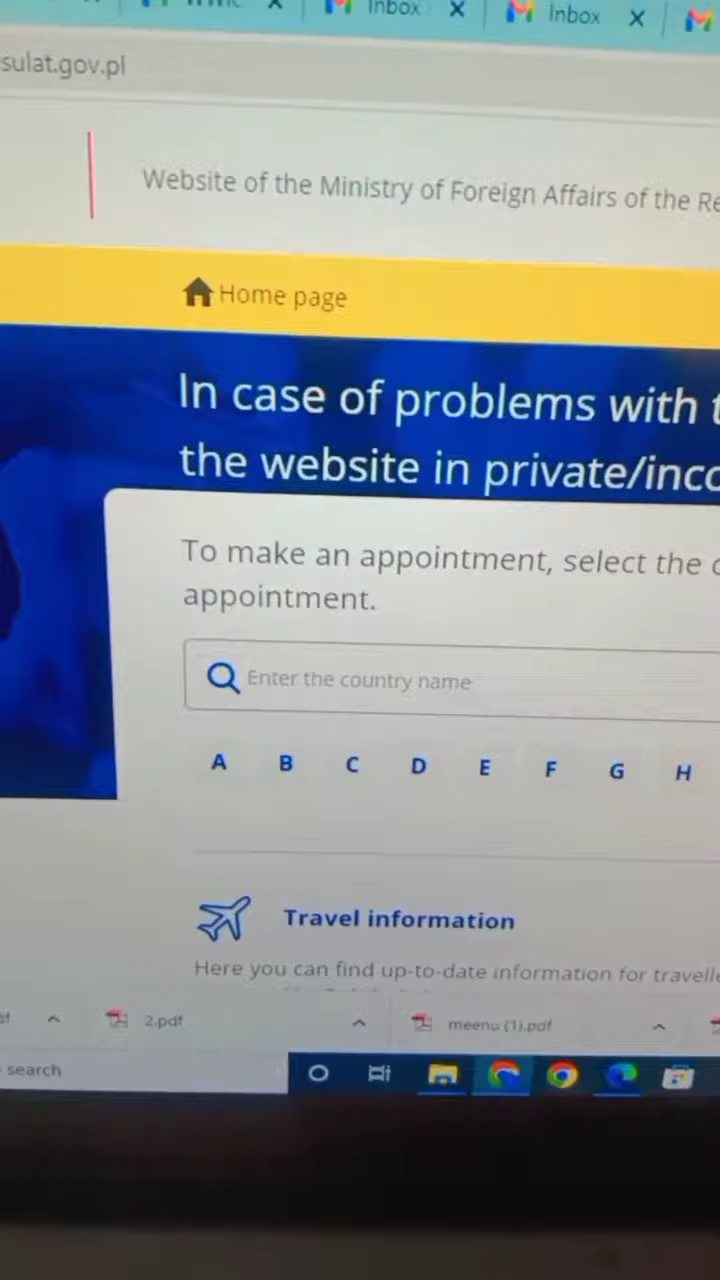 Inbox
Inbox
sulat.gov.pl
Website of the Ministry of Foreign Affairs of the
Home page
In case of problems with
the website in private/
To make an appointment, select the
appointment.
Enter the country name
A B C D E F G H
Travel information
Here you can find up-to-date information for
2.pdf
meenu (1).pdf
search